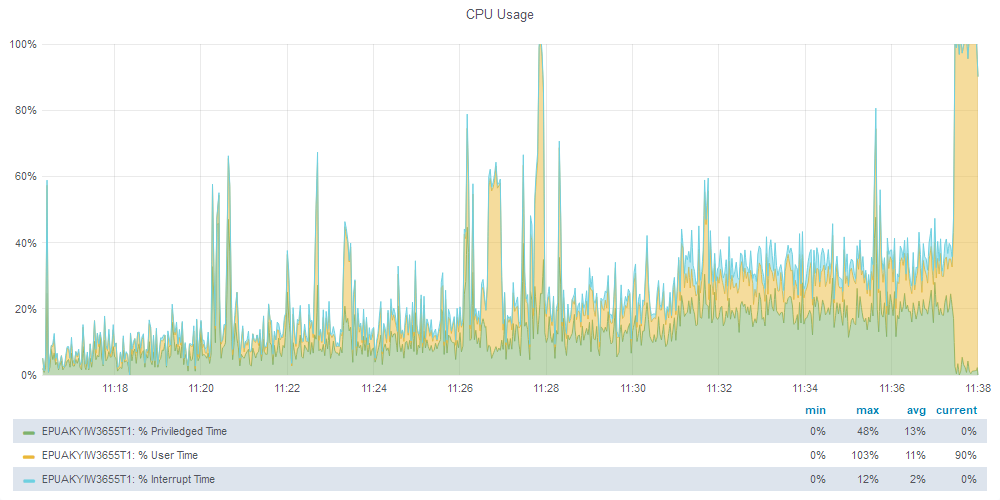 CPU Usage
100%
80%
60%
40%
20%
0%
11:18 11:20 11:22 11:24 11:26 11:28 11:30 11:32 11:34 11:36 11:38
min max avg current
EPUAKYIW3655T1: % Priviledged Time 0% 48% 13% 0%
EPUAKYIW3655T1: % User Time 0% 103% 11% 90%
EPUAKYIW3655T1: % Interrupt Time 0% 12% 2% 0%